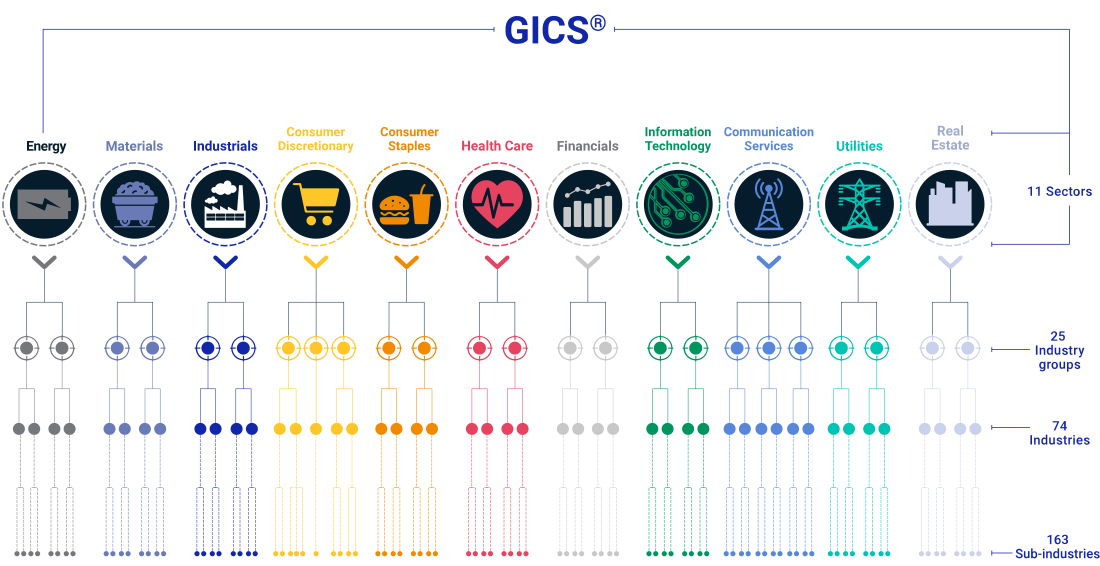 GICS®
Energy
Materials
Industrials
Consumer
Discretionary
Consumer
Staples
Health Care
Financials
Information
Technology
Communication
Services
Utilities
Real
Estate
11 Sectors
25
Industry
groups
74
Industries
163
Sub-industries